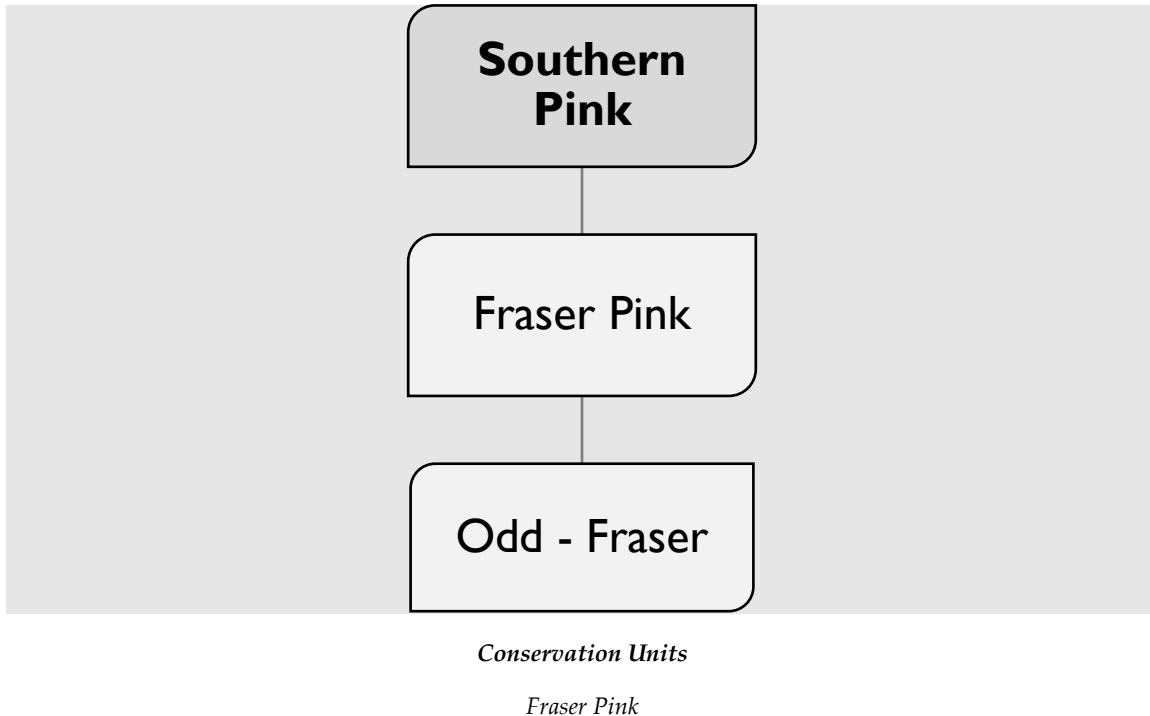 Southern
Pink
Fraser Pink
Odd - Fraser
Conservation Units
Fraser Pink